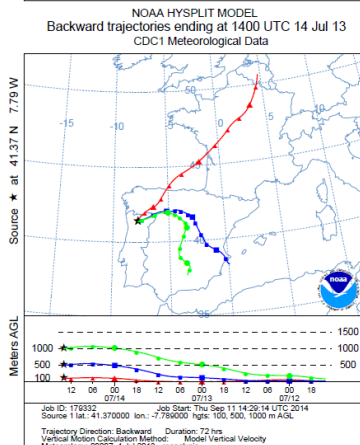 NOAA HYSPLIT MODEL
Backward trajectories ending at 1400 UTC 14 Jul 13
CDC1 Meteorological Data
Source ★ at 41.37 N 7.79 W
50
-15
-10
-5
0
40
noaa
Meters AGL
1500
1000 1000
500 500
100
12 06 00 18 12 06 00 18 12 06 00 18
07/14 07/13 07/12
Job ID: 179332 Job Start: Thu Sep 11 14:29:14 UTC 2014
Source 1 lat.: 41.370000 lon.: -7.789000 hgts: 100, 500, 1000 m AGL
Trajectory Direction: Backward Duration: 72 hrs
Vertical Motion Calculation Method: Model Vertical Velocity